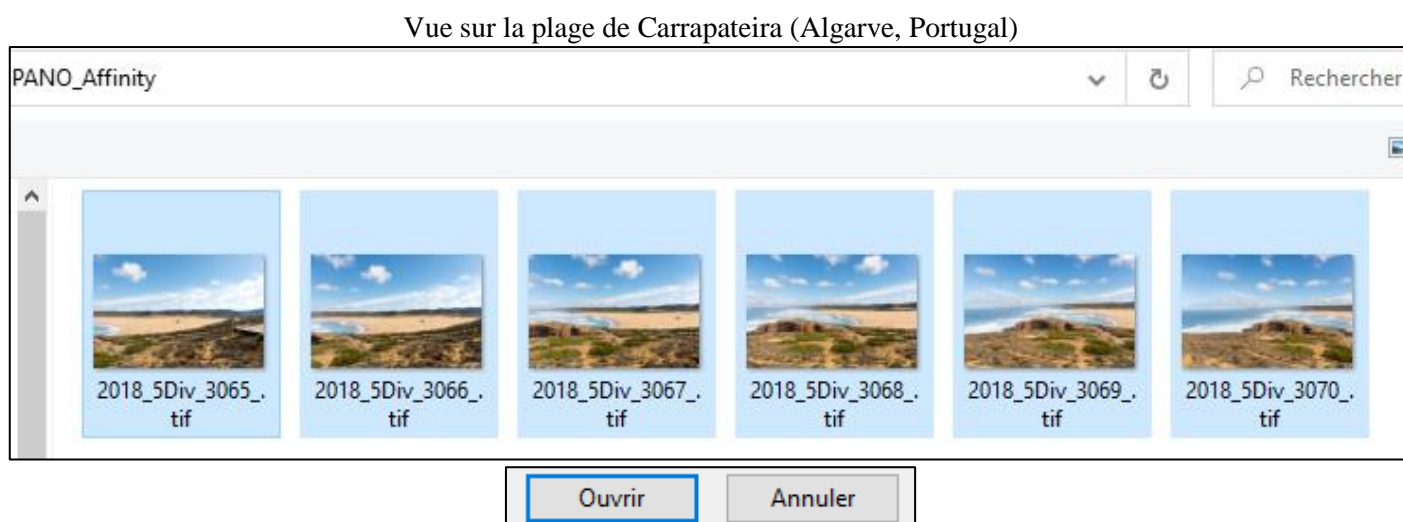 Vue sur la plage de Carrapateira (Algarve, Portugal)
PANO_Affinity
Rechercher
2018_5Div_3065_.
tif
2018_5Div_3066_.
tif
2018_5Div_3067_.
tif
2018_5Div_3068_.
tif
2018_5Div_3069_.
tif
2018_5Div_3070_.
tif
Ouvrir
Annuler